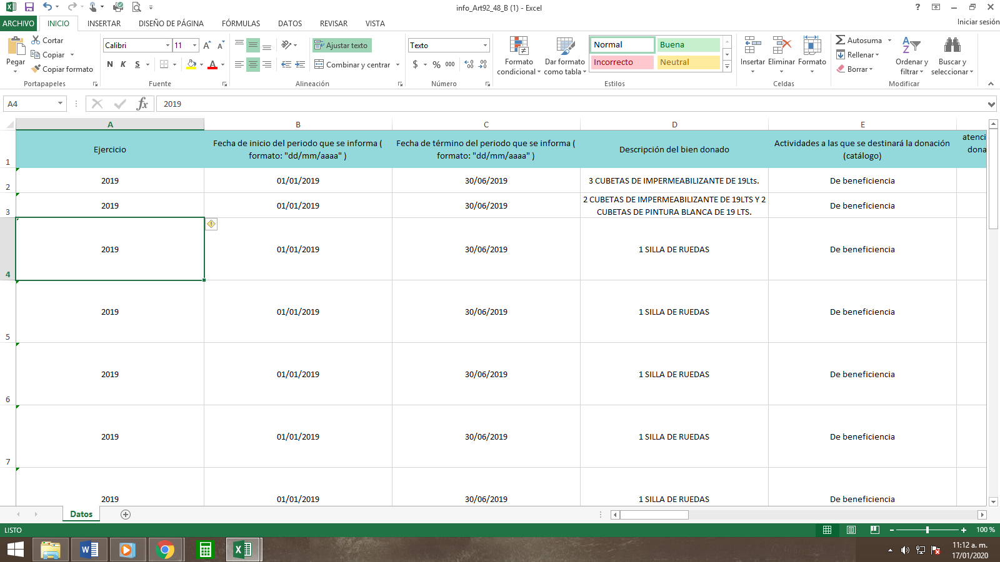 info_Art92_48_B (1) - Excel
?
ARCHIVO INICIO INSERTAR DISEÑO DE PÁGINA FÓRMULAS DATOS REVISAR VISTA Iniciar sesión
Pegar
Cortar
Copiar
Copiar formato
Portapapeles
Calibri 11
N K S
Fuente
Ajustar texto
Combinar y centrar
Alineación
Texto
$ % 000
Número
Formato condicional
Dar formato como tabla
Normal Buena
Incorrecto Neutral
Estilos
Insertar Eliminar Formato
Celdas
Autosuma
Rellenar
Borrar
Ordenar y filtrar
Buscar y seleccionar
Modificar
A4 fx 2019
A B C D E
1 Ejercicio
Fecha de inicio del periodo que se informa (
formato: "dd/mm/aaaa" )
Fecha de término del periodo que se informa (
formato: "dd/mm/aaaa" )
Descripción del bien donado
Actividades a las que se destinará la donación
(catálogo)
atenci
dona
2 2019 01/01/2019 30/06/2019 3 CUBETAS DE IMPERMEABILIZANTE DE 19Lts. De beneficiencia
3 2019 01/01/2019 30/06/2019 2 CUBETAS DE IMPERMEABILIZANTE DE 19LTS Y 2
CUBETAS DE PINTURA BLANCA DE 19 LTS. De beneficiencia
4 2019 01/01/2019 30/06/2019 1 SILLA DE RUEDAS De beneficiencia
5 2019 01/01/2019 30/06/2019 1 SILLA DE RUEDAS De beneficiencia
6 2019 01/01/2019 30/06/2019 1 SILLA DE RUEDAS De beneficiencia
7 2019 01/01/2019 30/06/2019 1 SILLA DE RUEDAS De beneficiencia
2019 01/01/2019 30/06/2019 1 SILLA DE RUEDAS De beneficiencia
Datos
LISTO 100 %
11:12 a. m.
17/01/2020